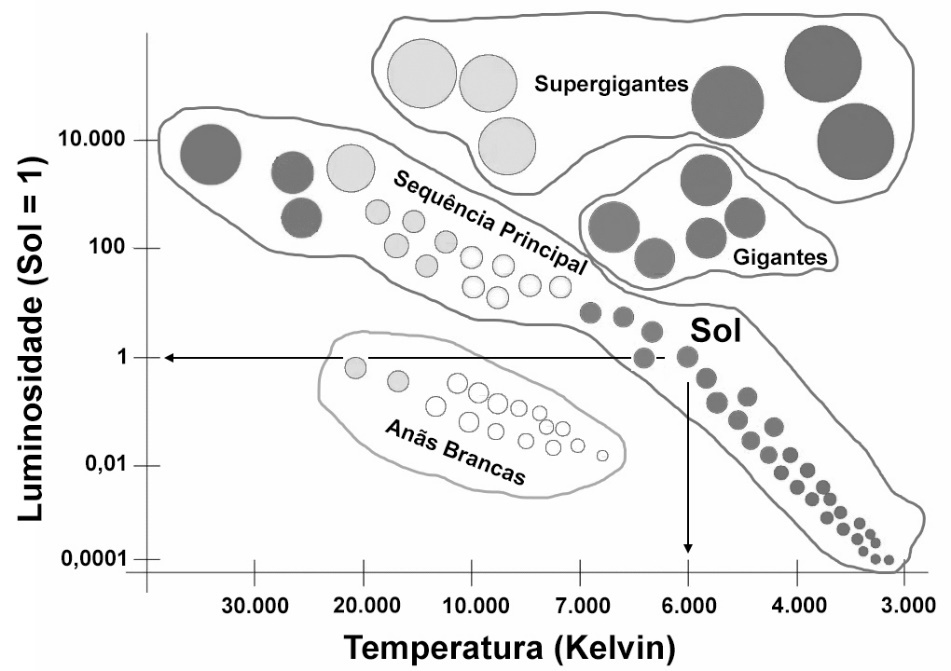 Supergigantes
10.000
Sequência Principal
100
Gigantes
Sol
1
Anãs Brancas
0,01
0,0001
Luminosidade (Sol = 1)
30.000 20.000 10.000 7.000 6.000 4.000 3.000
Temperatura (Kelvin)